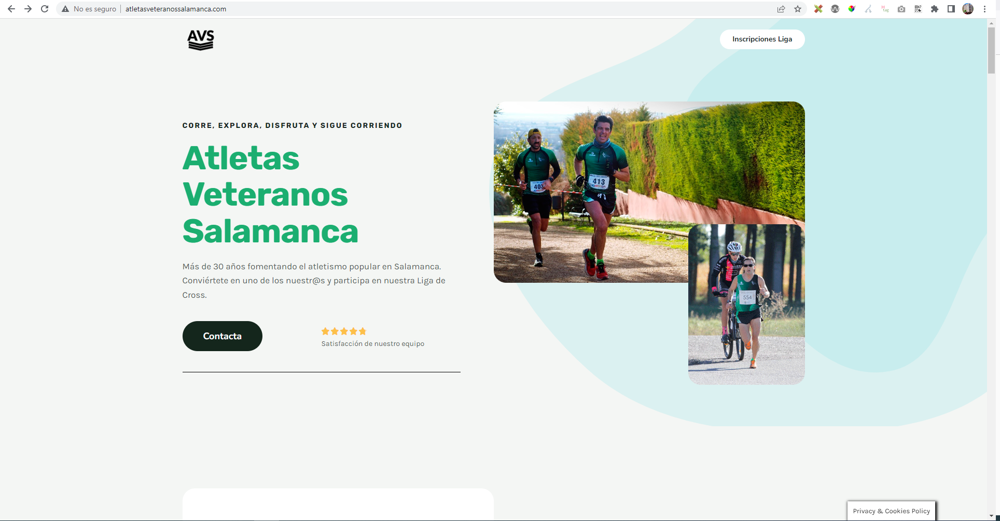 No es seguro
atletasveteranossalamanca.com
AVS
Inscripciones Liga
CORRE, EXPLORA, DISFRUTA Y SIGUE CORRIENDO
Atletas
Veteranos
Salamanca
Más de 30 años fomentando el atletismo popular en Salamanca.
Conviértete en uno de los nuestr@s y participa en nuestra Liga de
Cross.
Contacta
Satisfacción de nuestro equipo
403
413
554
Privacy & Cookies Policy